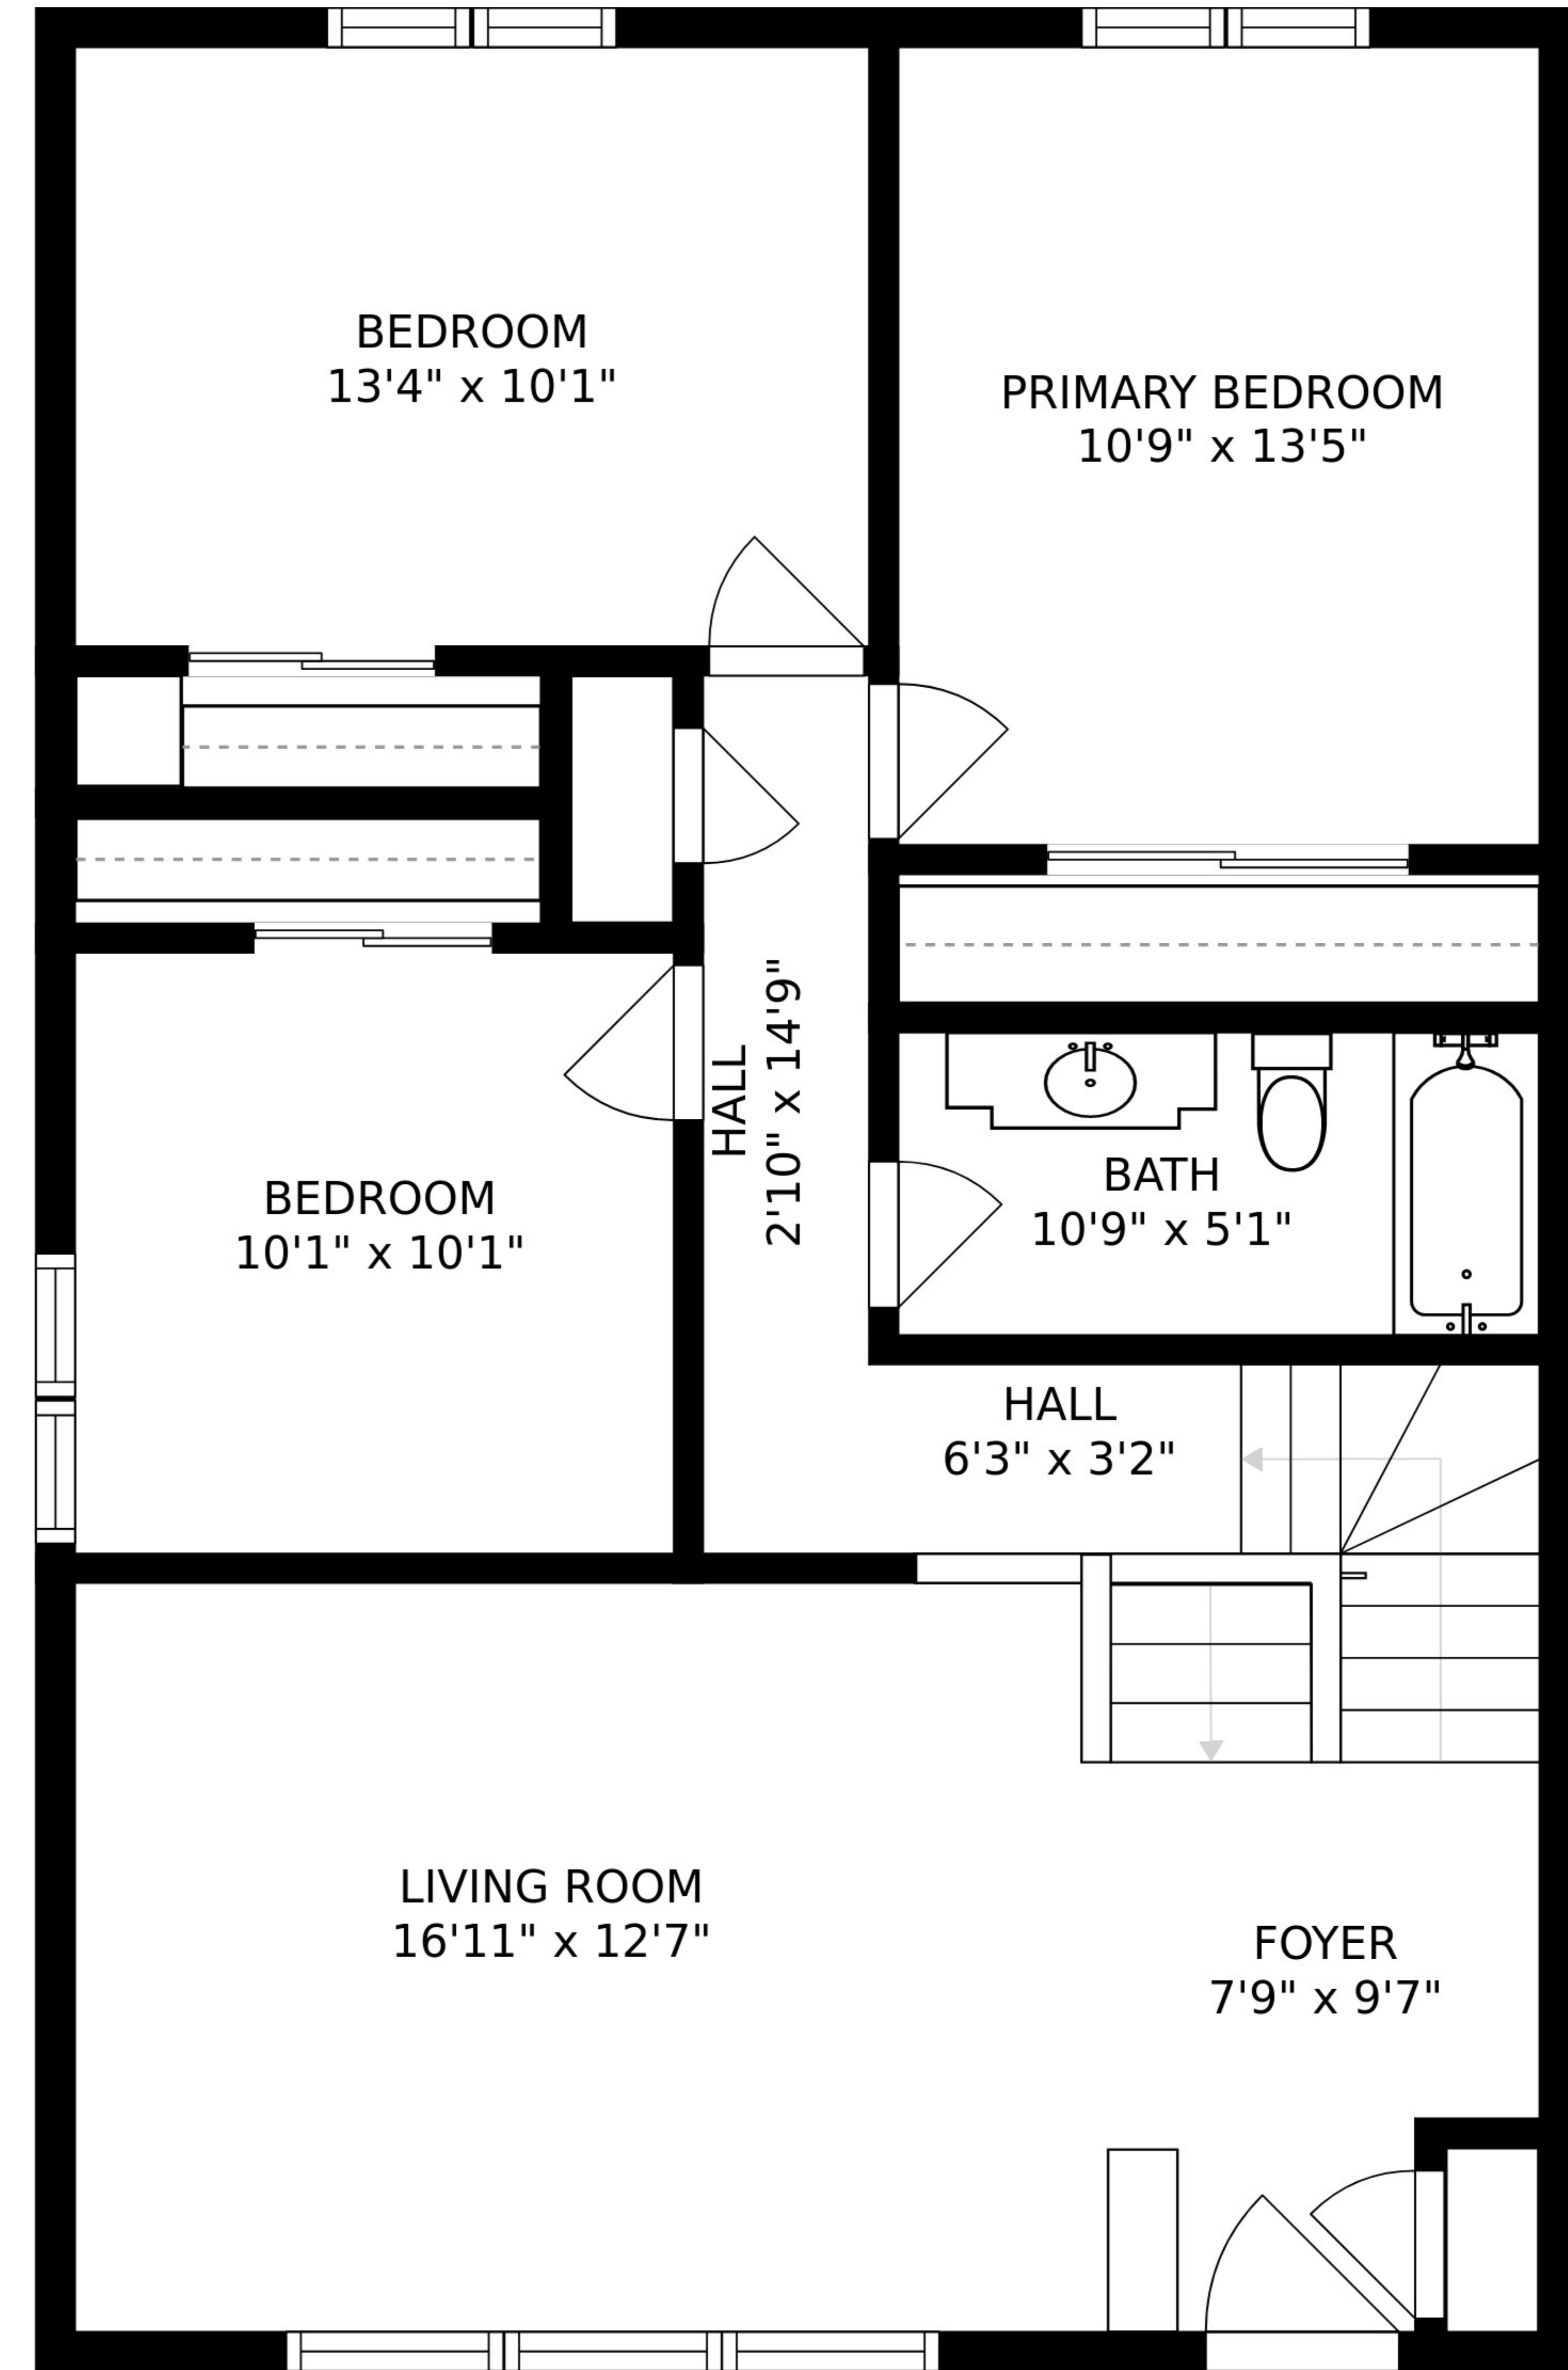 BEDROOM
13'4" x 10'1"
PRIMARY BEDROOM
10'9" x 13'5"
HALL
2'10" x 14'9"
BEDROOM
10'1" x 10'1"
BATH
10'9" x 5'1"
HALL
6'3" x 3'2"
LIVING ROOM
16'11" x 12'7"
FOYER
7'9" x 9'7"